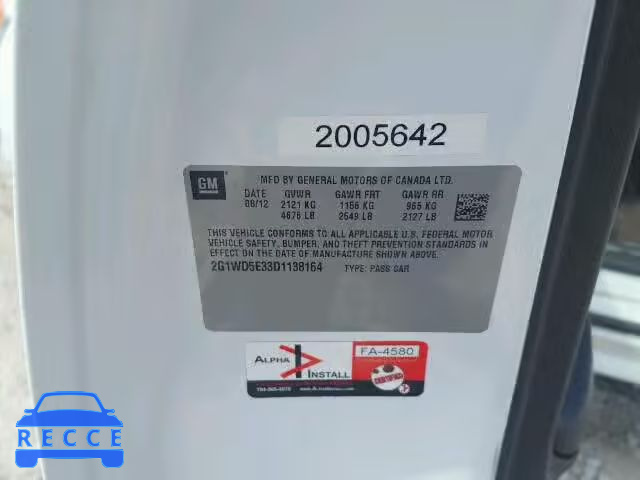 2005642
GM
MFD BY GENERAL MOTORS OF CANADA LTD.
DATE GVWR GAWR FRT GAWR RR
08/12 2121 KG 1156 KG 965 KG
4676 LB 2549 LB 2127 LB
THIS VEHICLE CONFORMS TO ALL APPLICABLE U.S. FEDERAL MOTOR
VEHICLE SAFETY, BUMPER, AND THEFT PREVENTION STANDARDS
IN EFFECT ON THE DATE OF MANUFACTURE SHOWN ABOVE.
2G1WD5E33D1138164 TYPE: PASS CAR
ALPHA INSTALL
FA-4580
CERTIFIED
RECCE